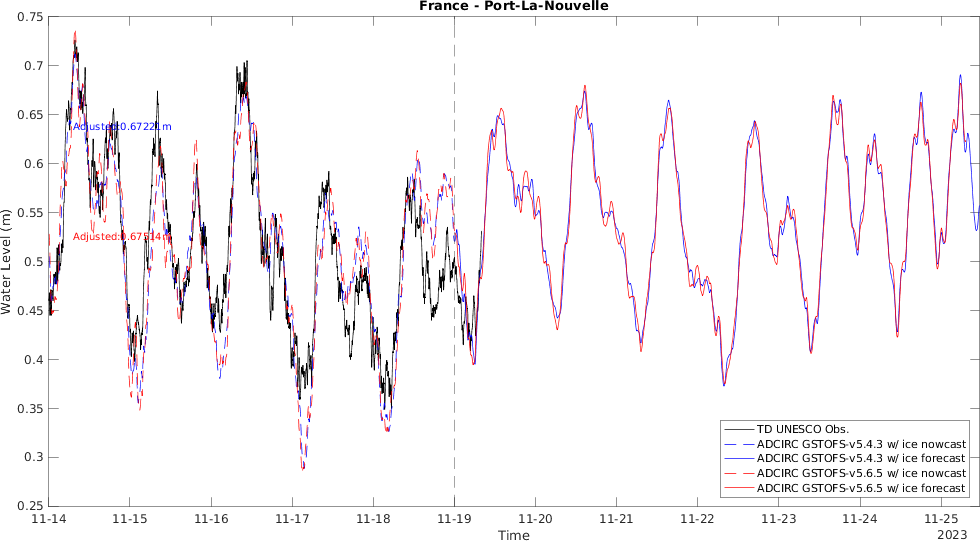 France - Port-La-Nouvelle
0.75
0.7
0.65
0.6
0.55
0.5
0.45
0.4
0.35
0.3
0.25
Water Level (m)
Adjusted:0.67221m
Adjusted:0.67514m
TD UNESCO Obs.
ADCIRC GSTOFS-v5.4.3 w/ ice nowcast
ADCIRC GSTOFS-v5.4.3 w/ ice forecast
ADCIRC GSTOFS-v5.6.5 w/ ice nowcast
ADCIRC GSTOFS-v5.6.5 w/ ice forecast
11-14 11-15 11-16 11-17 11-18 11-19 11-20 11-21 11-22 11-23 11-24 11-25
Time
2023